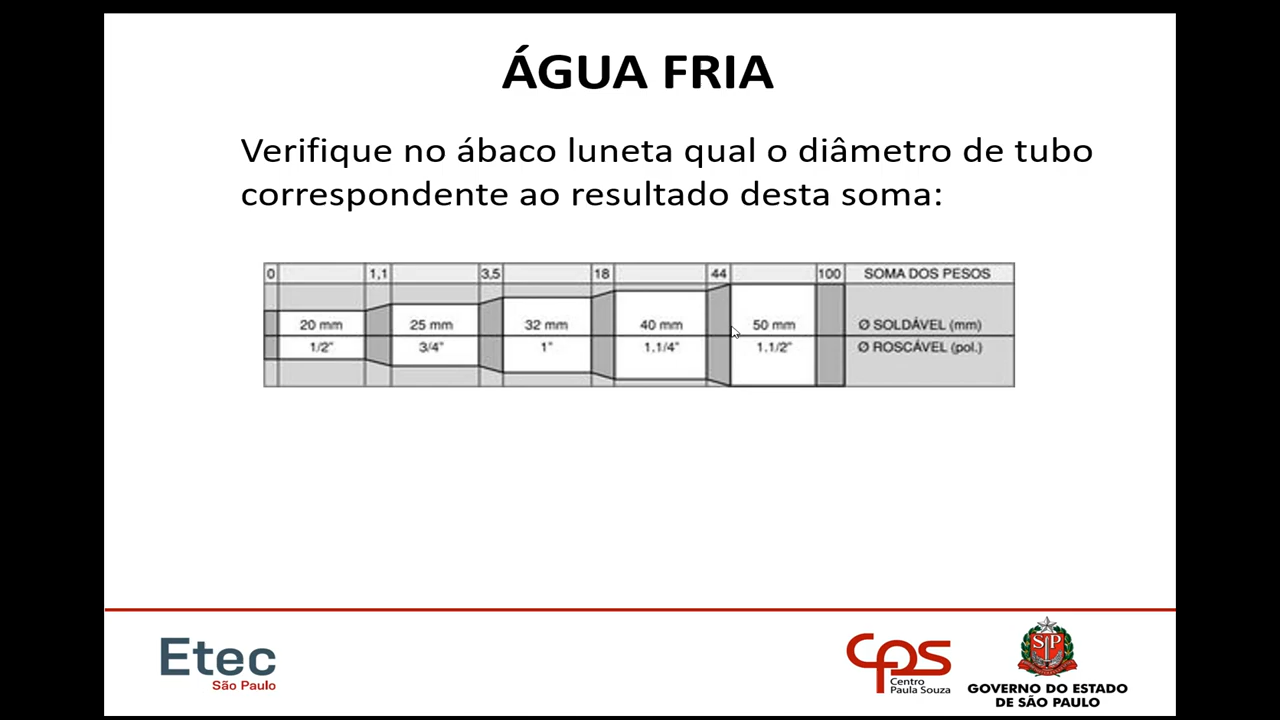 ÁGUA FRIA
Verifique no ábaco luneta qual o diâmetro de tubo
correspondente ao resultado desta soma:
0 1,1 3,5 18 44 100 SOMA DOS PESOS
20 mm 25 mm 32 mm 40 mm 50 mm Ø SOLDÁVEL (mm)
1/2" 3/4" 1" 1.1/4" 1.1/2" Ø ROSCÁVEL (pol.)
Etec
São Paulo
CPS
Centro
Paula Souza
SP
GOVERNO DO ESTADO
DE SÃO PAULO